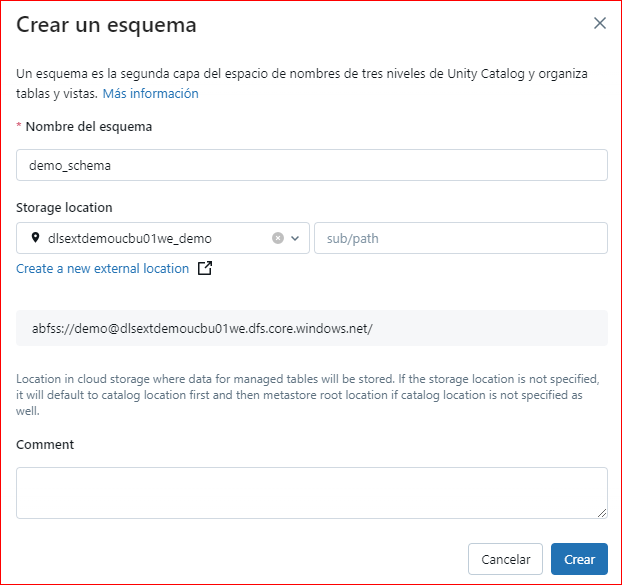 Crear un esquema
Un esquema es la segunda capa del espacio de nombres de tres niveles de Unity Catalog y organiza
tablas y vistas. Más información
* Nombre del esquema
demo_schema
Storage location
dlsextdemoucbu01we_demo
sub/path
Create a new external location
abfss://demo@dlsextdemoucbu01we.dfs.core.windows.net/
Location in cloud storage where data for managed tables will be stored. If the storage location is not specified,
it will default to catalog location first and then metastore root location if catalog location is not specified as
well.
Comment
Cancelar
Crear